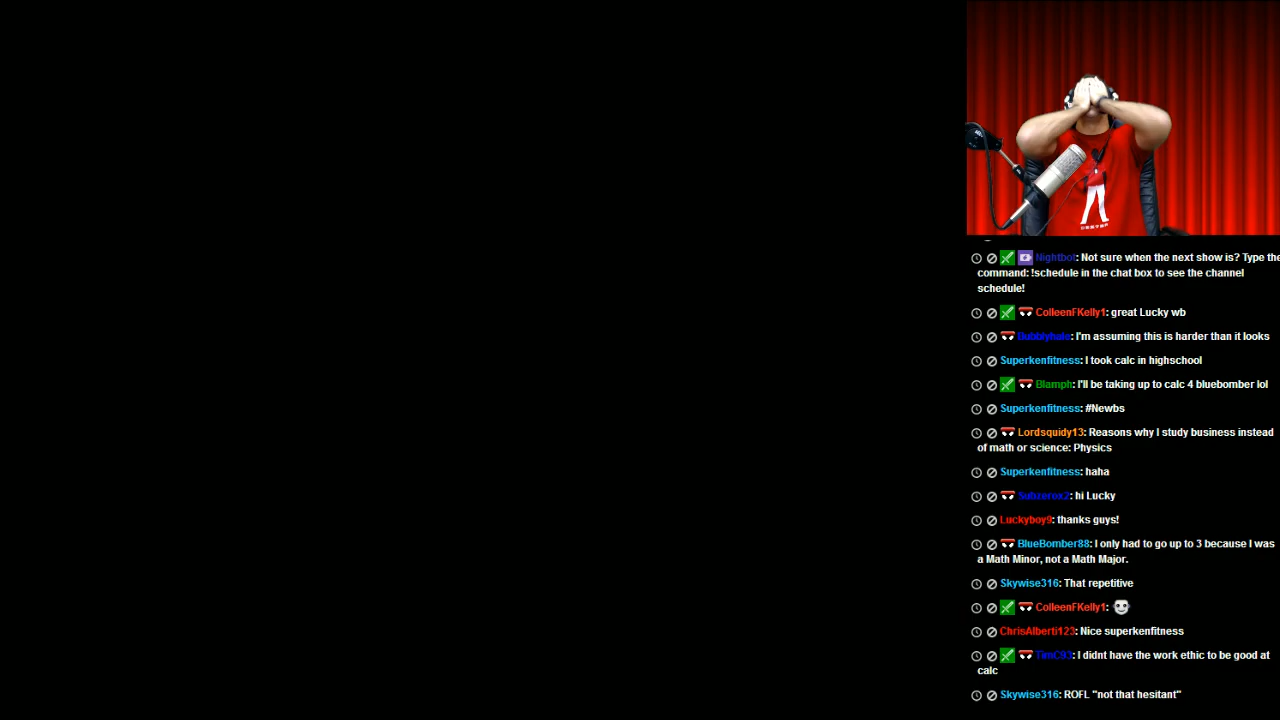 Nightbot: Not sure when the next show is? Type the
command: !schedule in the chat box to see the channel
schedule!
ColleenFKelly1: great Lucky wb
Bubblyhale: I'm assuming this is harder than it looks
Superkenfitness: I took calc in highschool
Blamph: I'll be taking up to calc 4 bluebomber lol
Superkenfitness: #Newbs
Lordsquidy13: Reasons why I study business instead
of math or science: Physics
Superkenfitness: haha
Subzerox2: hi Lucky
Luckyboy9: thanks guys!
BlueBomber88: I only had to go up to 3 because I was
a Math Minor, not a Math Major.
Skywise316: That repetitive
ColleenFKelly1:
ChrisAlberti123: Nice superkenfitness
TimC93: I didnt have the work ethic to be good at
calc
Skywise316: ROFL "not that hesitant"